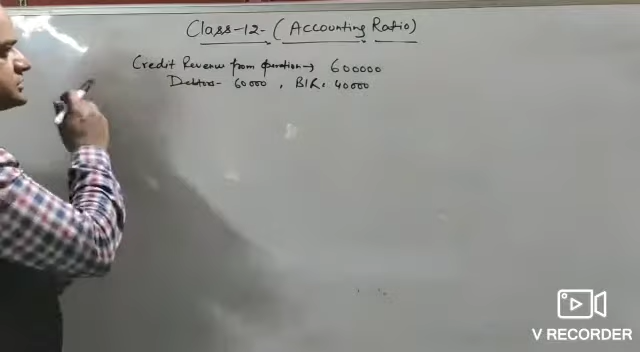 Class-12- (Accounting Ratio)
Credit Revenue from operation → 600000
Debtors- 60000, B/R. 40000
V RECORDER